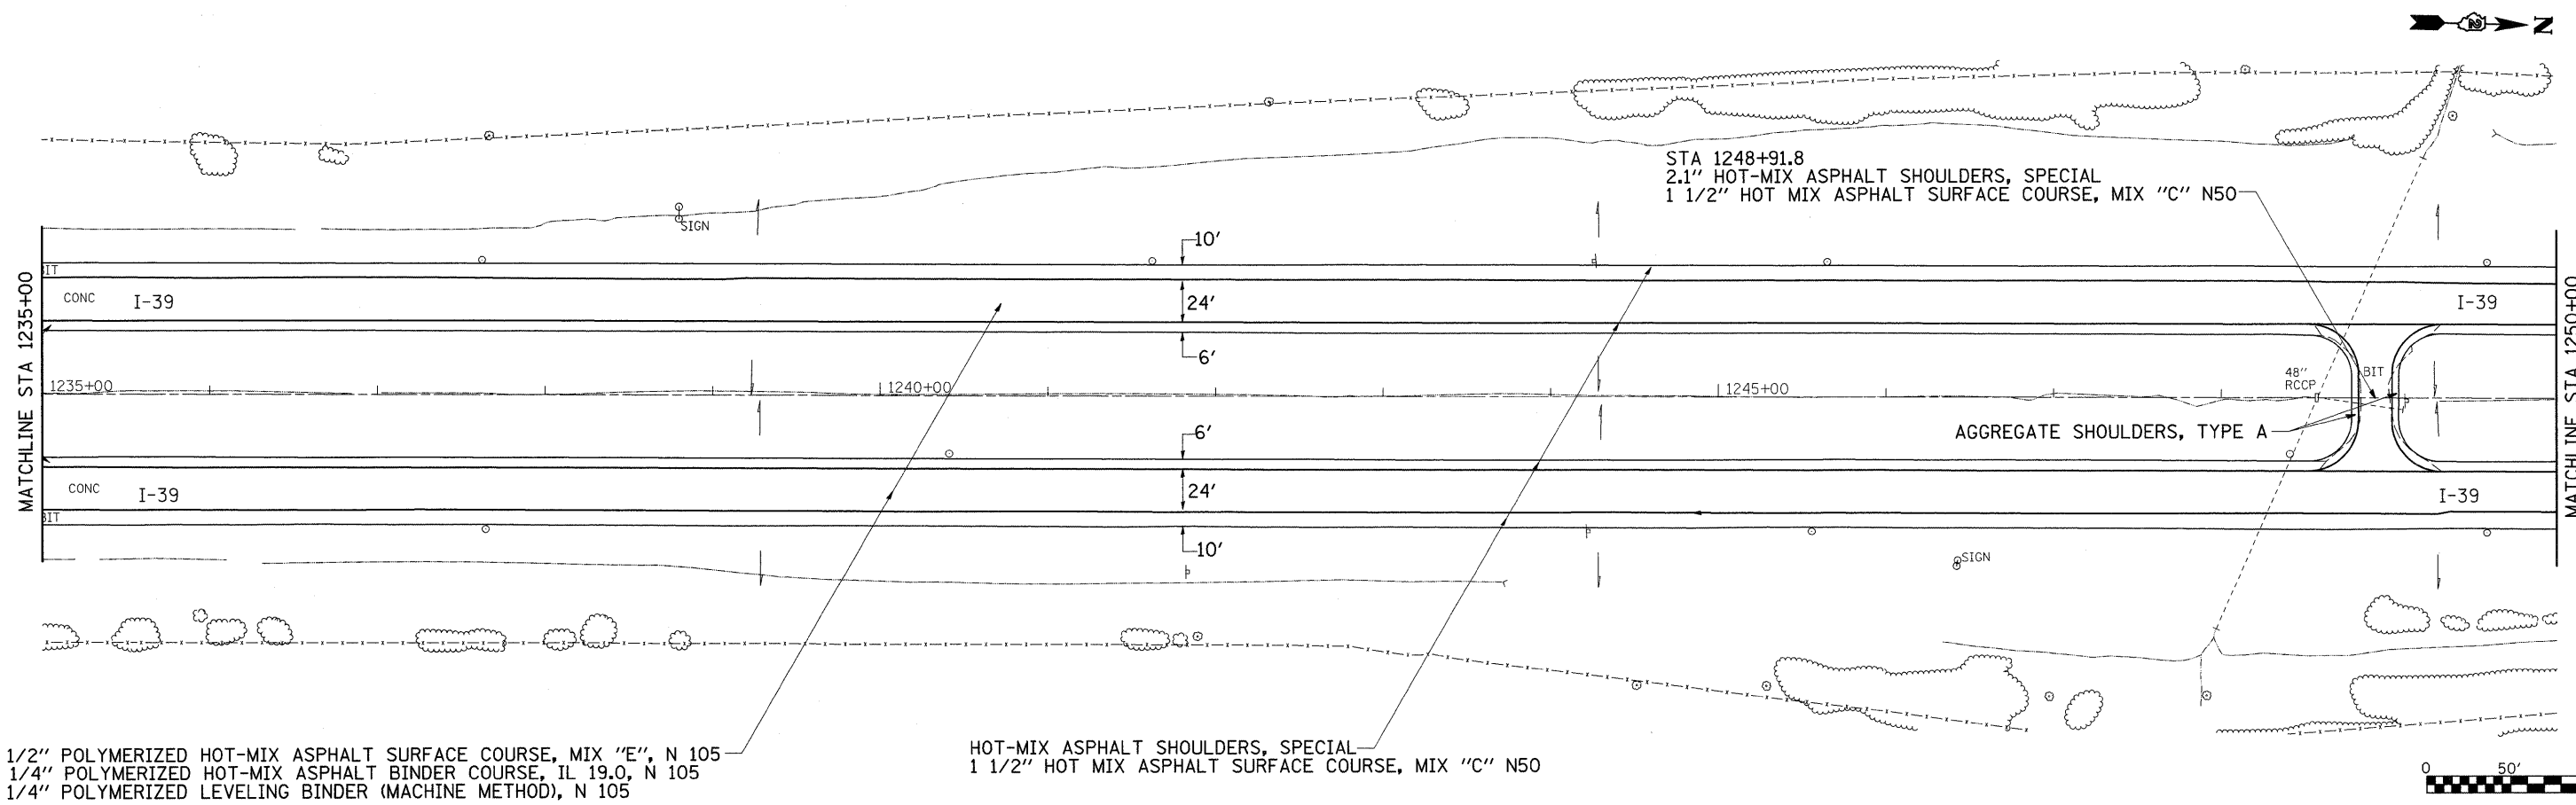 N
STA 1248+91.8
2.1" HOT-MIX ASPHALT SHOULDERS, SPECIAL
1 1/2" HOT MIX ASPHALT SURFACE COURSE, MIX "C" N50
SIGN
10'
BIT
CONC I-39
24'
I-39
MATCHLINE STA 1235+00
MATCHLINE STA 1250+00
6'
1235+00
1240+00
1245+00
48"
RCCP
BIT
AGGREGATE SHOULDERS, TYPE A
6'
CONC I-39
24'
I-39
BIT
10'
SIGN
1/2" POLYMERIZED HOT-MIX ASPHALT SURFACE COURSE, MIX "E", N 105
1/4" POLYMERIZED HOT-MIX ASPHALT BINDER COURSE, IL 19.0, N 105
1/4" POLYMERIZED LEVELING BINDER (MACHINE METHOD), N 105
HOT-MIX ASPHALT SHOULDERS, SPECIAL
1 1/2" HOT MIX ASPHALT SURFACE COURSE, MIX "C" N50
0 50'